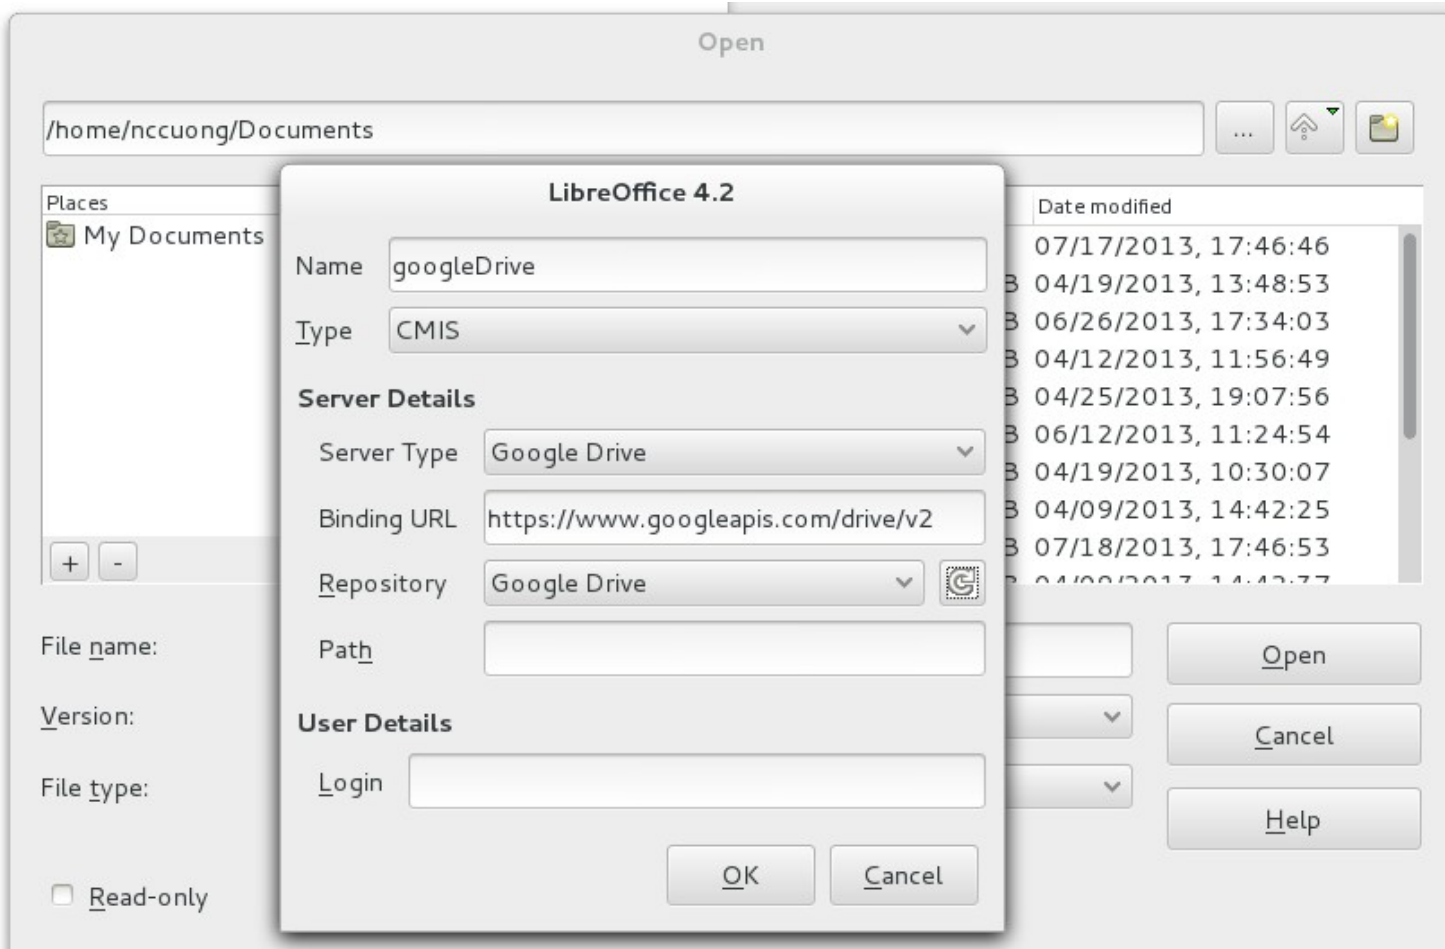 Open
/home/nccuong/Documents
...
Places
My Documents
+ -
LibreOffice 4.2
Name googleDrive
Type CMIS
Server Details
Server Type Google Drive
Binding URL https://www.googleapis.com/drive/v2
Repository Google Drive
Path
User Details
Login
OK Cancel
Date modified
07/17/2013, 17:46:46
B 04/19/2013, 13:48:53
B 06/26/2013, 17:34:03
B 04/12/2013, 11:56:49
B 04/25/2013, 19:07:56
B 06/12/2013, 11:24:54
B 04/19/2013, 10:30:07
B 04/09/2013, 14:42:25
B 07/18/2013, 17:46:53
File name:
Version:
File type:
Read-only
Open
Cancel
Help